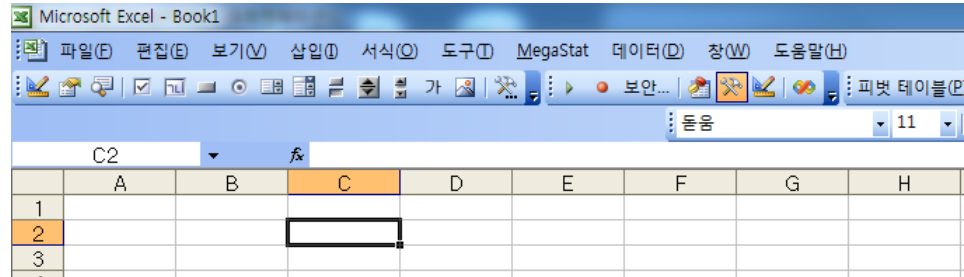 Microsoft Excel - Book1
파일(F) 편집(E) 보기(V) 삽입(I) 서식(O) 도구(T) MegaStat 데이터(D) 창(W) 도움말(H)
가 보안... 피벗 테이블(P
돋움 11
C2 fx
A B C D E F G H
1
2
3